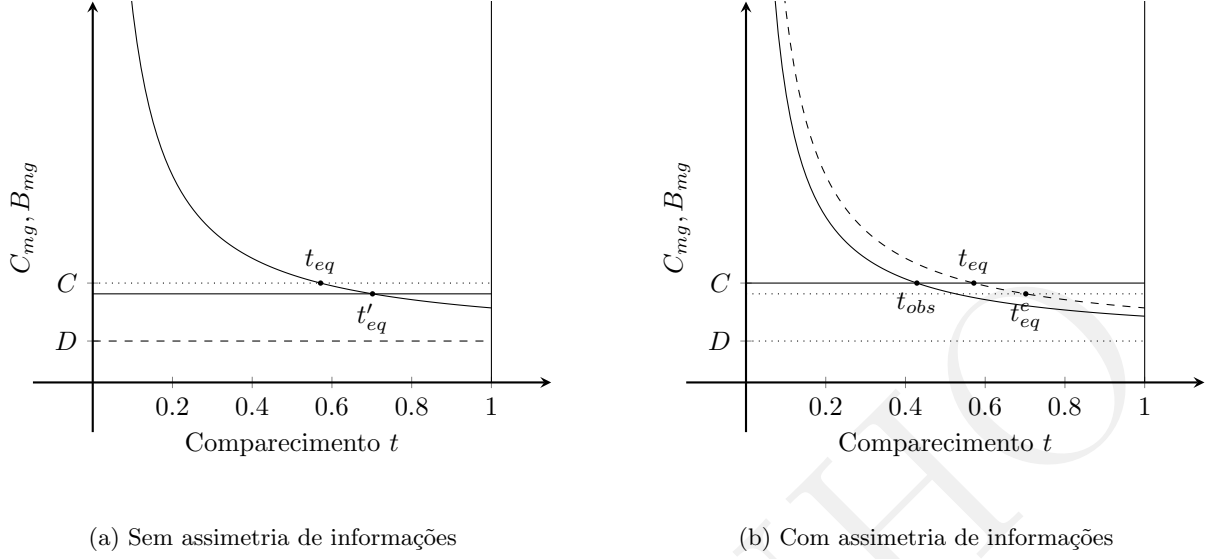 C_{mg}, B_{mg}
C
D
t_{eq}
t'_{eq}
0.2 0.4 0.6 0.8 1
Comparecimento t
(a) Sem assimetria de informações
C_{mg}, B_{mg}
C
D
t_{eq}
t_{obs}
t^{e}_{eq}
0.2 0.4 0.6 0.8 1
Comparecimento t
(b) Com assimetria de informações